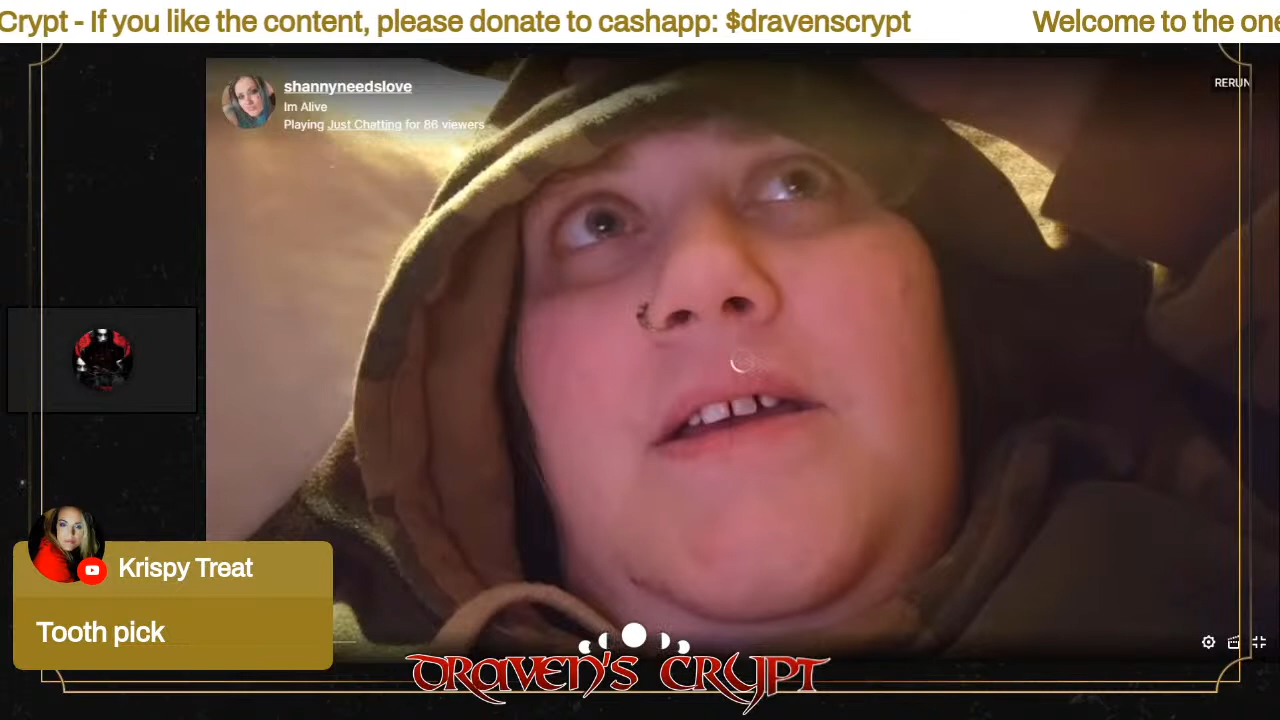 Crypt - If you like the content, please donate to cashapp: $dravenscrypt
Welcome to the one
shannyneedslove
Im Alive
Playing Just Chatting for 86 viewers
RERUN
Krispy Treat
Tooth pick
DRAVEN'S CRYPT